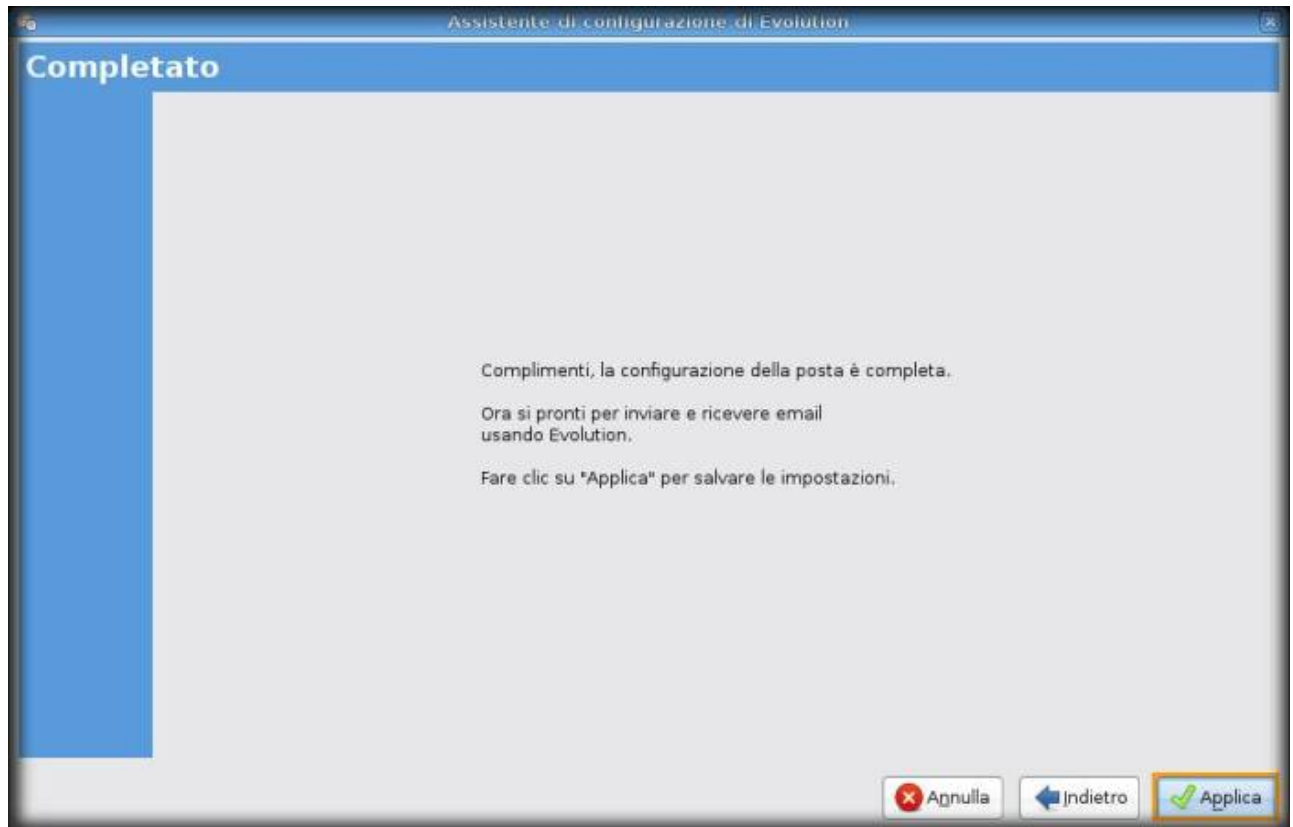 Assistente di configurazione di Evolution
Completato
Complimenti, la configurazione della posta è completa.
Ora si pronti per inviare e ricevere email
usando Evolution.
Fare clic su "Applica" per salvare le impostazioni.
Annulla
Indietro
Applica